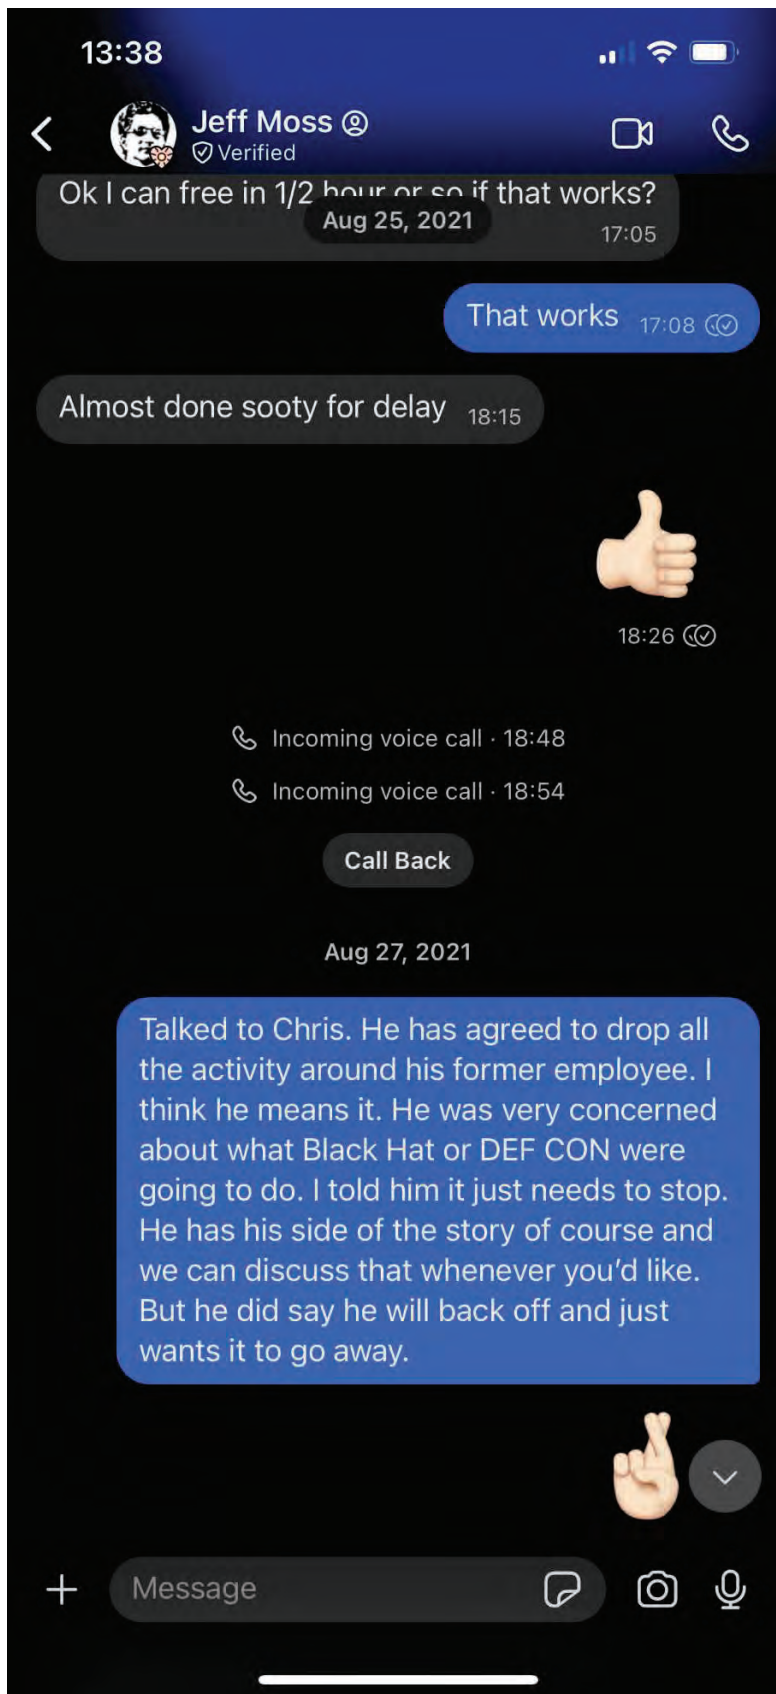 13:38
Jeff Moss
Verified
Ok I can free in 1/2 hour or so if that works?
17:05
Aug 25, 2021
That works 17:08
Almost done sooty for delay 18:15
18:26
Incoming voice call · 18:48
Incoming voice call · 18:54
Call Back
Aug 27, 2021
Talked to Chris. He has agreed to drop all
the activity around his former employee. I
think he means it. He was very concerned
about what Black Hat or DEF CON were
going to do. I told him it just needs to stop.
He has his side of the story of course and
we can discuss that whenever you’d like.
But he did say he will back off and just
wants it to go away.
Message